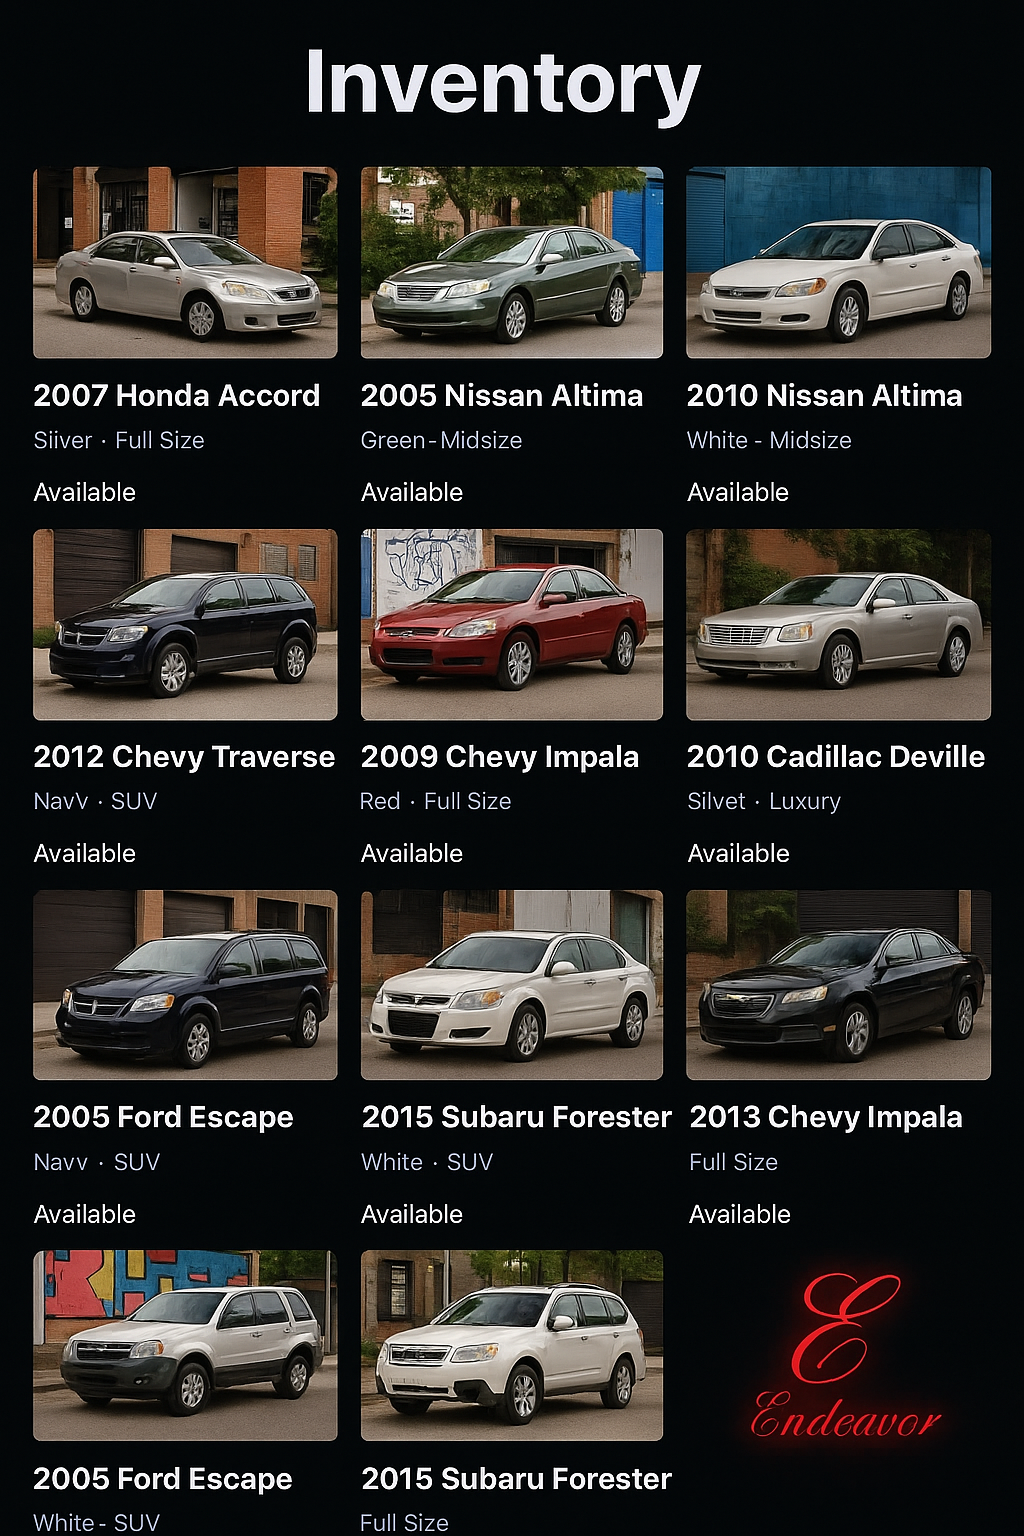 Inventory
2007 Honda Accord
Siiver · Full Size
Available
2005 Nissan Altima
Green-Midsize
Available
2010 Nissan Altima
White - Midsize
Available
2012 Chevy Traverse
NavV · SUV
Available
2009 Chevy Impala
Red · Full Size
Available
2010 Cadillac Deville
Silvet · Luxury
Available
2005 Ford Escape
Navv · SUV
Available
2015 Subaru Forester
White · SUV
Available
2013 Chevy Impala
Full Size
Available
2005 Ford Escape
White- SUV
2015 Subaru Forester
Full Size
E
Endeavor